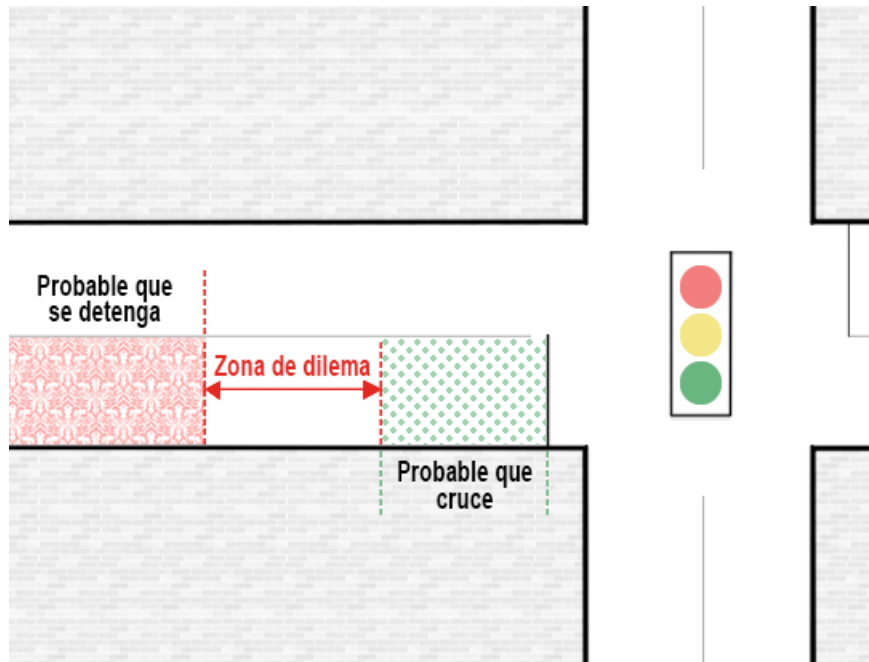 Probable que
se detenga
Zona de dilema
Probable que
cruce